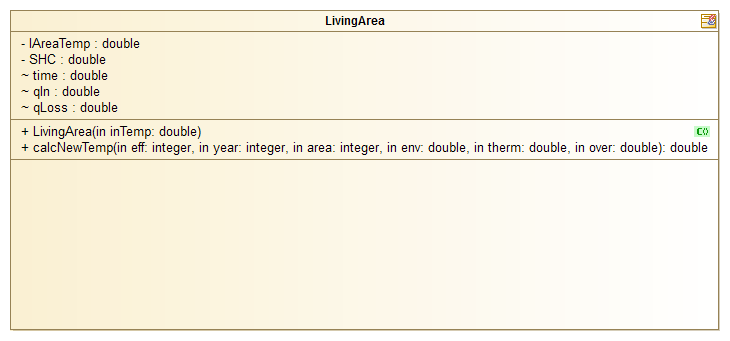 LivingArea
- lAreaTemp : double
- SHC : double
~ time : double
~ qIn : double
~ qLoss : double
+ LivingArea(in inTemp: double)
C()
+ calcNewTemp(in eff: integer, in year: integer, in area: integer, in env: double, in therm: double, in over: double): double